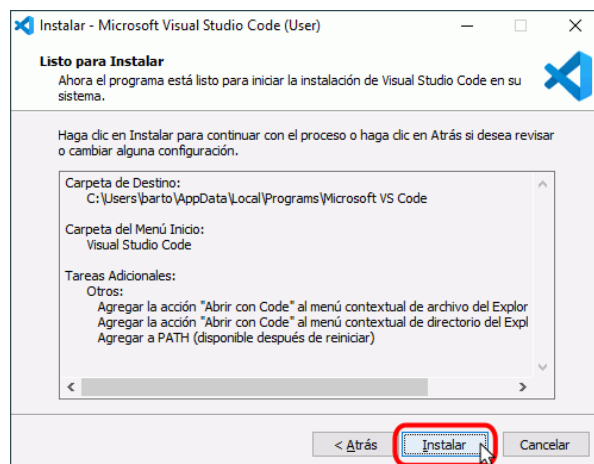 Instalar - Microsoft Visual Studio Code (User)
Listo para Instalar
Ahora el programa está listo para iniciar la instalación de Visual Studio Code en su
sistema.
Haga clic en Instalar para continuar con el proceso o haga clic en Atrás si desea revisar
o cambiar alguna configuración.
Carpeta de Destino:
C:\Users\barto\AppData\Local\Programs\Microsoft VS Code
Carpeta del Menú Inicio:
Visual Studio Code
Tareas Adicionales:
Otros:
Agregar la acción "Abrir con Code" al menú contextual de archivo del Explor
Agregar la acción "Abrir con Code" al menú contextual de directorio del Expl
Agregar a PATH (disponible después de reiniciar)
< Atrás Instalar Cancelar